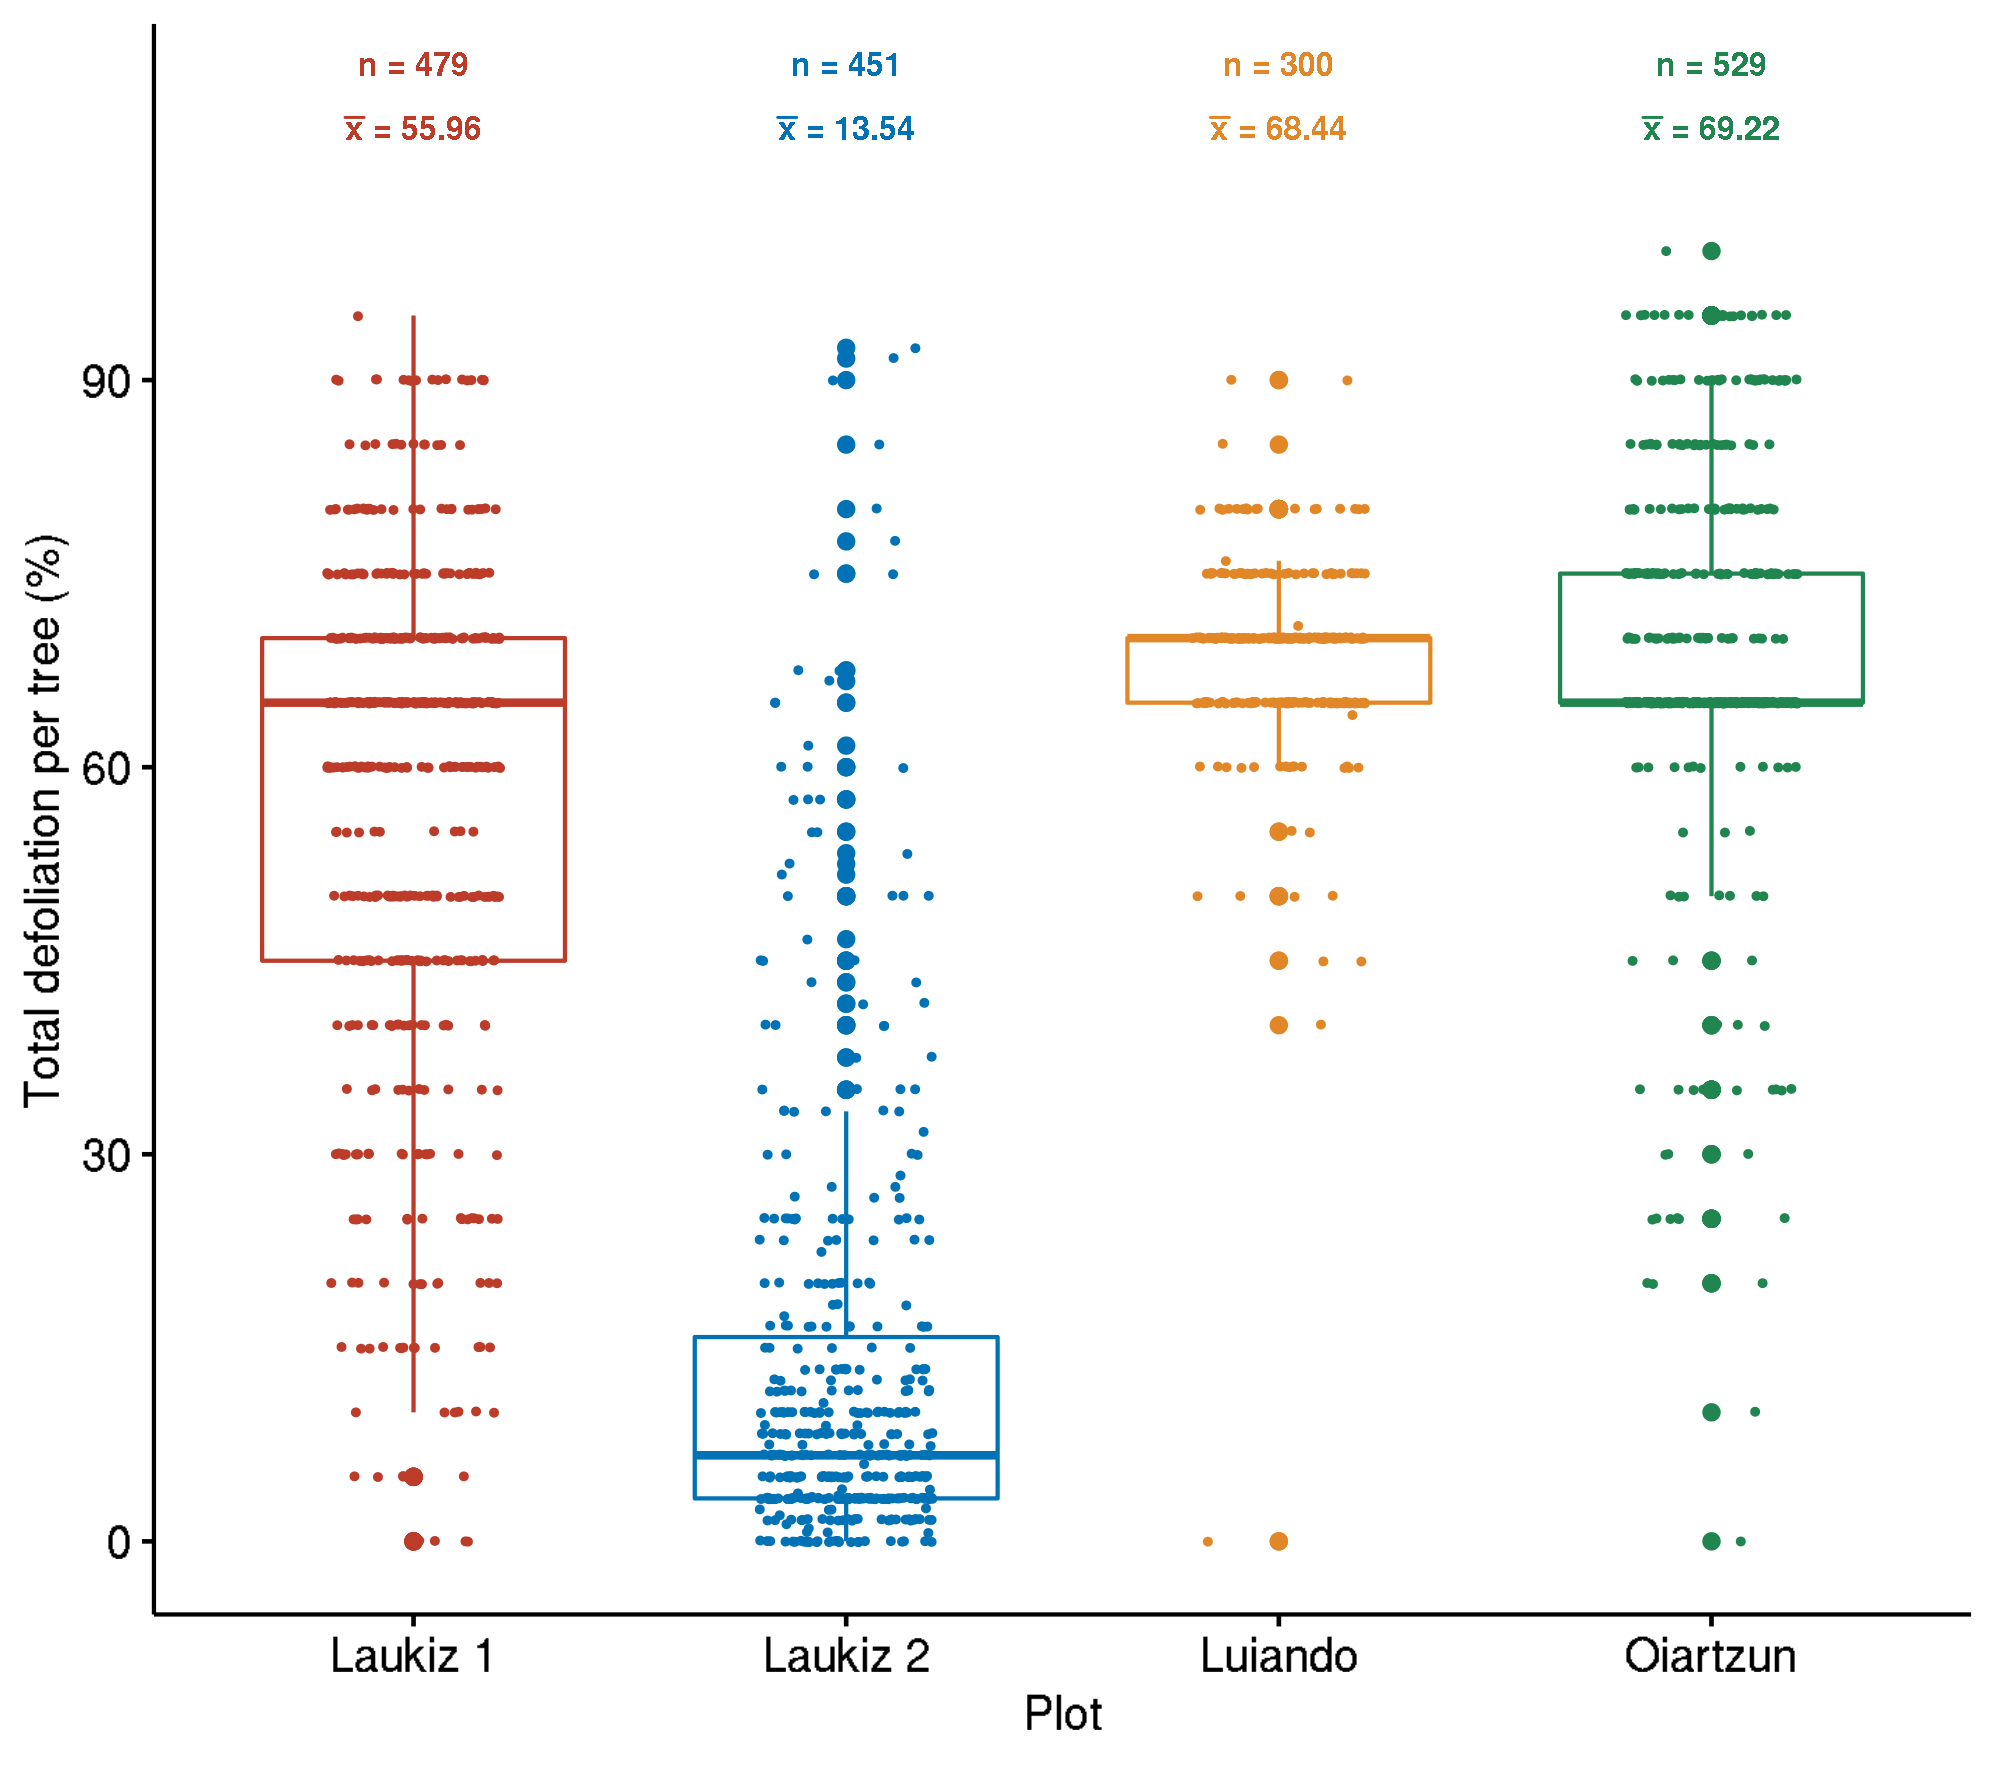 n = 479
n = 451
n = 300
n = 529
x̅ = 55.96
x̅ = 13.54
x̅ = 68.44
x̅ = 69.22
Total defoliation per tree (%)
90
60
30
0
Laukiz 1
Laukiz 2
Luiando
Oiartzun
Plot